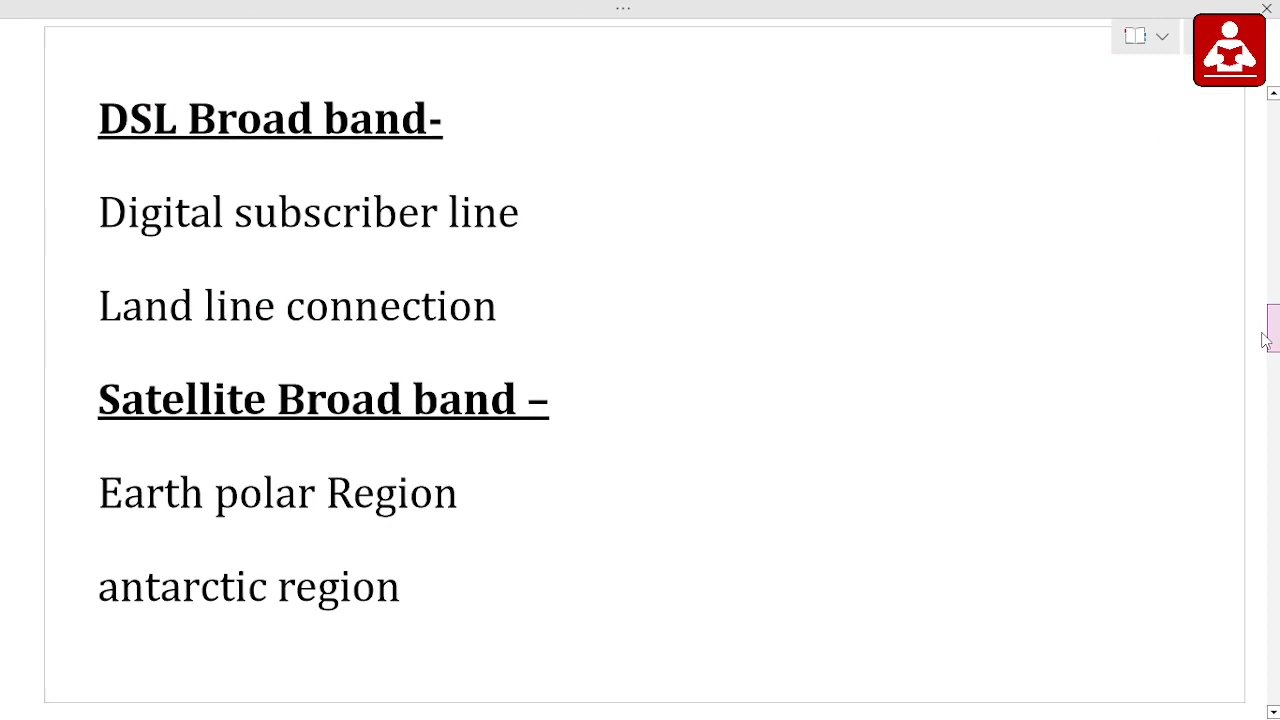 DSL Broad band-
Digital subscriber line
Land line connection
Satellite Broad band –
Earth polar Region
antarctic region